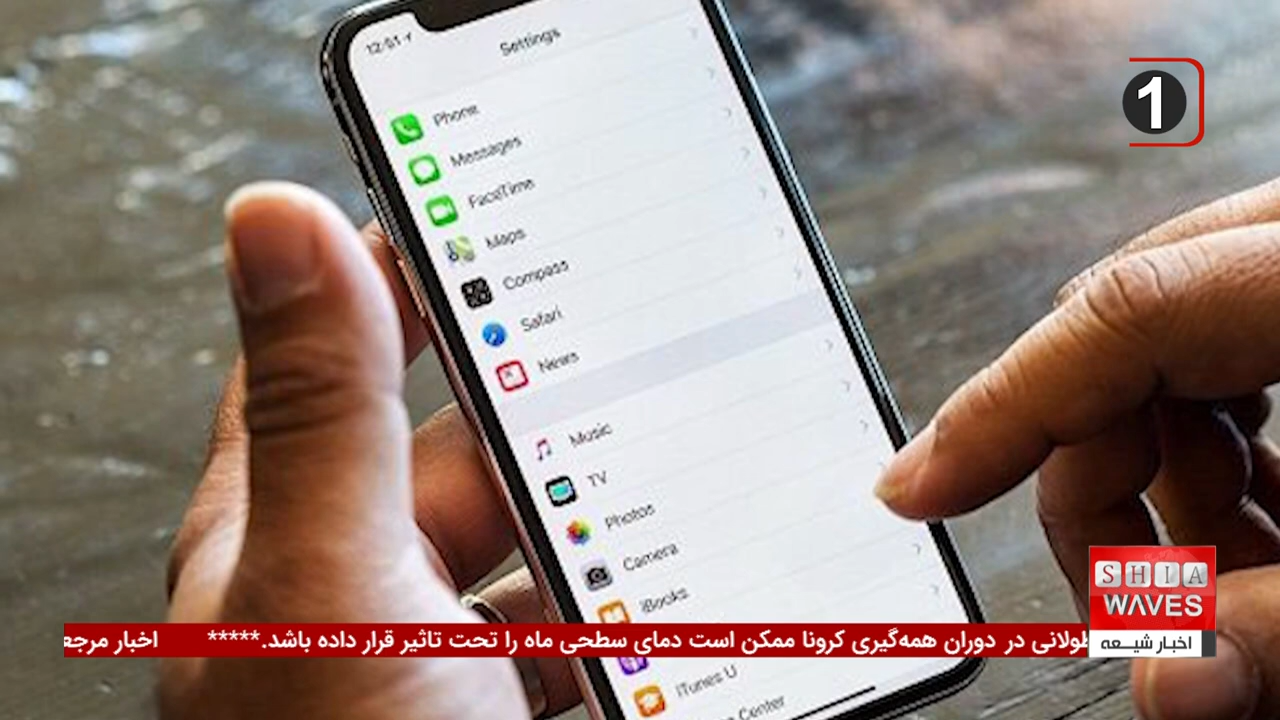 12:51
Settings
1
Phone
Messages
FaceTime
Maps
Compass
Safari
News
Music
TV
Photos
Camera
iBooks
SHIA
WAVES
اخبار شیـــعه
طولانی در دوران همه‌گیری کرونا ممکن است دمای سطحی ماه را تحت تاثیر قرار داده باشد.***** اخبار مرجع
iTunes U
Center